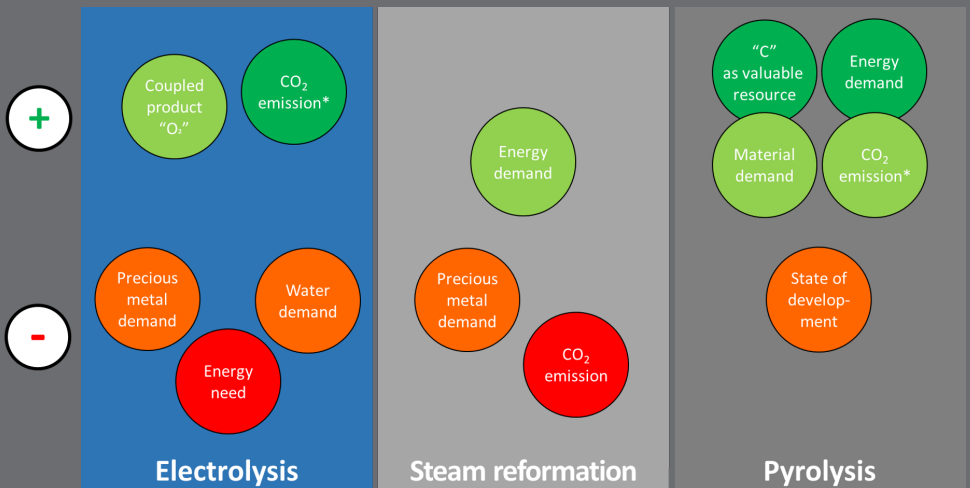 +
Coupled
product
“O₂”
CO₂
emission*
Precious
metal
demand
Water
demand
Energy
need
Electrolysis
Energy
demand
Precious
metal
demand
CO₂
emission
Steam reformation
“C”
as valuable
resource
Energy
demand
Material
demand
CO₂
emission*
State of
develop-
ment
Pyrolysis
-